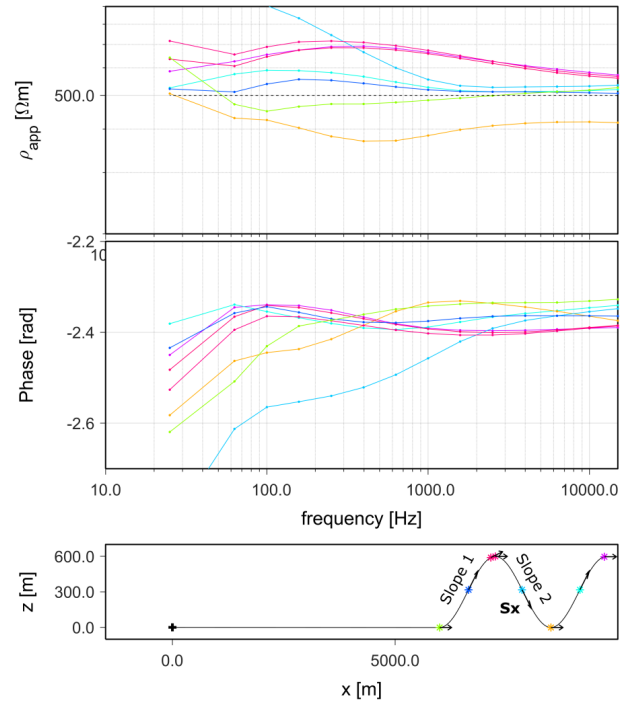 500.0
ρapp [Ωm]
10
-2.2
-2.4
-2.6
Phase [rad]
10.0 100.0 1000.0 10000.0
frequency [Hz]
600.0
300.0
0.0
z [m]
Slope 1
Slope 2
Sx
0.0 5000.0
x [m]